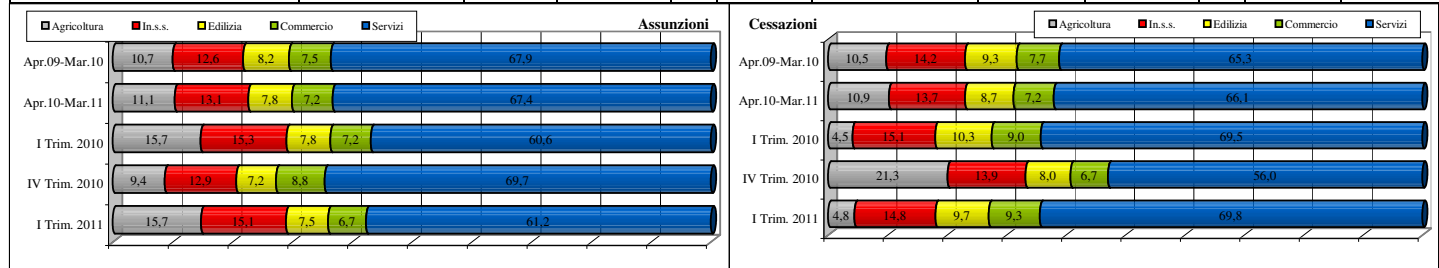 Agricoltura In.s.s. Edilizia Commercio Servizi Assunzioni
Apr.09-Mar.10 10,7 12,6 8,2 7,5 67,9
Apr.10-Mar.11 11,1 13,1 7,8 7,2 67,4
I Trim. 2010 15,7 15,3 7,8 7,2 60,6
IV Trim. 2010 9,4 12,9 7,2 8,8 69,7
I Trim. 2011 15,7 15,1 7,5 6,7 61,2
Cessazioni Agricoltura In.s.s. Edilizia Commercio Servizi
Apr.09-Mar.10 10,5 14,2 9,3 7,7 65,3
Apr.10-Mar.11 10,9 13,7 8,7 7,2 66,1
I Trim. 2010 4,5 15,1 10,3 9,0 69,5
IV Trim. 2010 21,3 13,9 8,0 6,7 56,0
I Trim. 2011 4,8 14,8 9,7 9,3 69,8